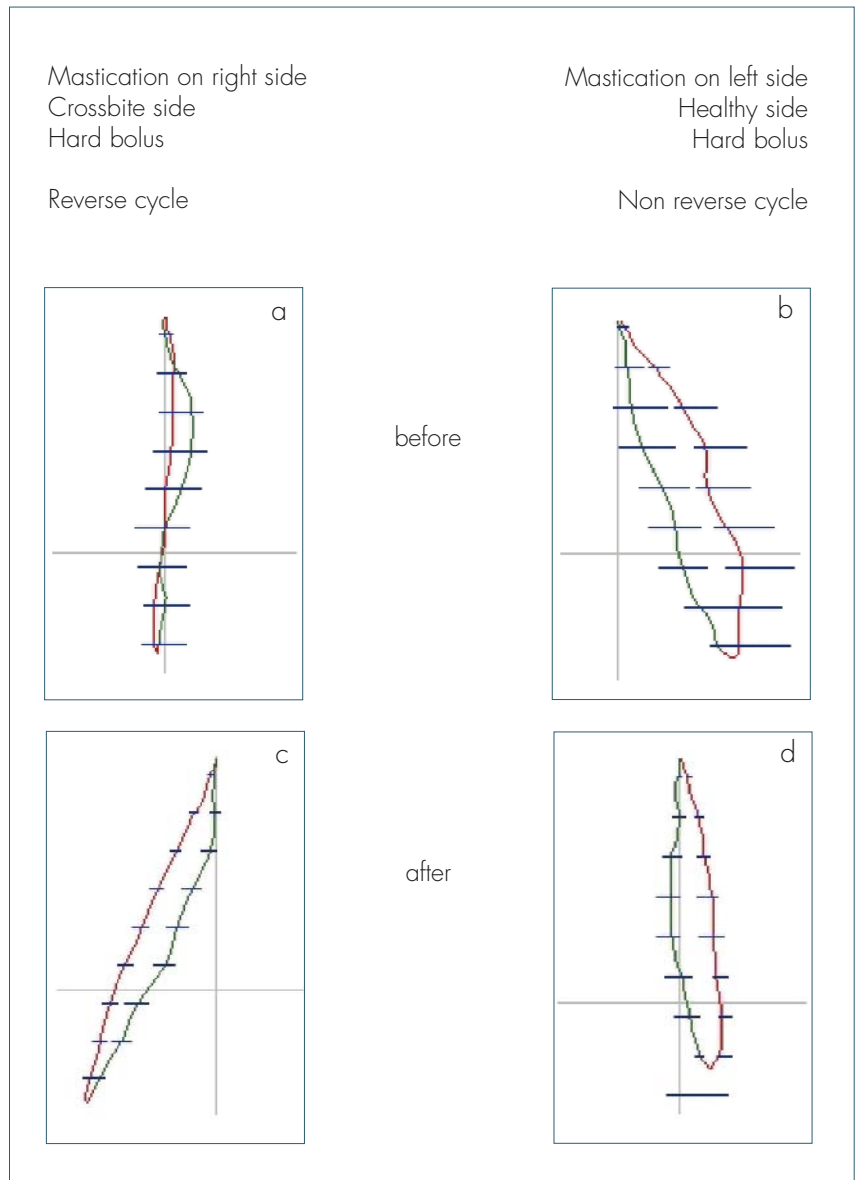 Mastication on right side
Crossbite side
Hard bolus
Reverse cycle
Mastication on left side
Healthy side
Hard bolus
Non reverse cycle
a
b
before
c
d
after